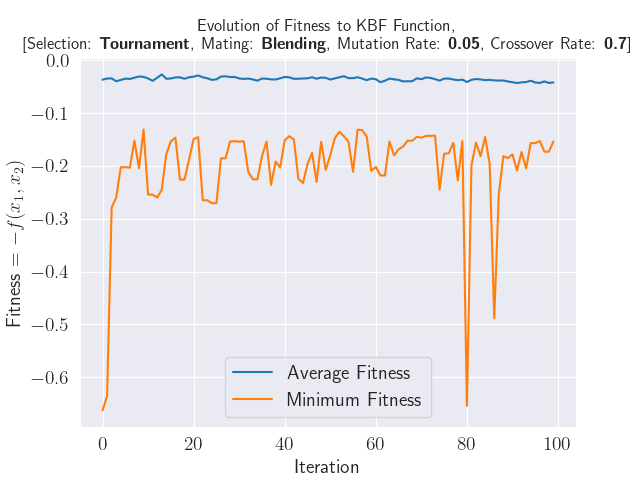 Evolution of Fitness to KBF Function,
[Selection: Tournament, Mating: Blending, Mutation Rate: 0.05, Crossover Rate: 0.7]
0.0
−0.1
−0.2
−0.3
−0.4
−0.5
−0.6
Fitness = −f(x₁, x₂)
Average Fitness
Minimum Fitness
0 20 40 60 80 100
Iteration